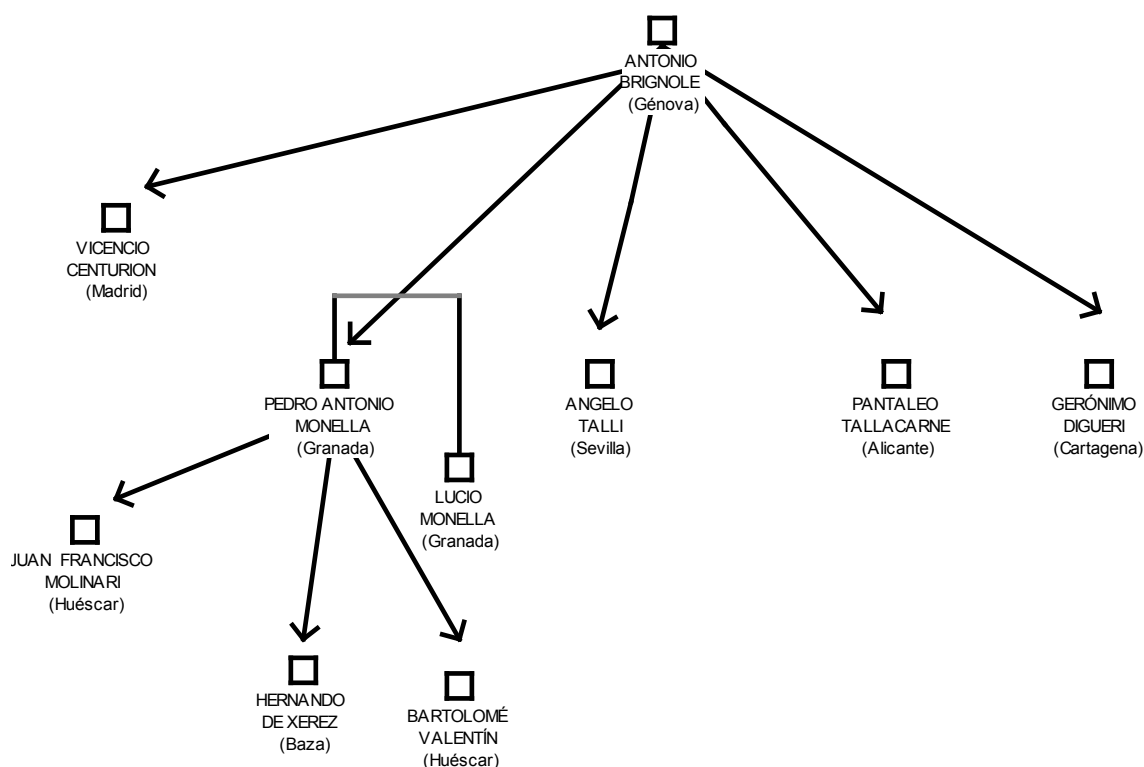 ANTONIO
BRIGNOLE
(Génova)
VICENCIO
CENTURION
(Madrid)
PEDRO ANTONIO
MONELLA
(Granada)
ANGELO
TALLI
(Sevilla)
PANTALEO
TALLACARNE
(Alicante)
GERÓNIMO
DIGUERI
(Cartagena)
LUCIO
MONELLA
(Granada)
JUAN FRANCISCO
MOLINARI
(Huéscar)
HERNANDO
DE XEREZ
(Baza)
BARTOLOMÉ
VALENTÍN
(Huéscar)